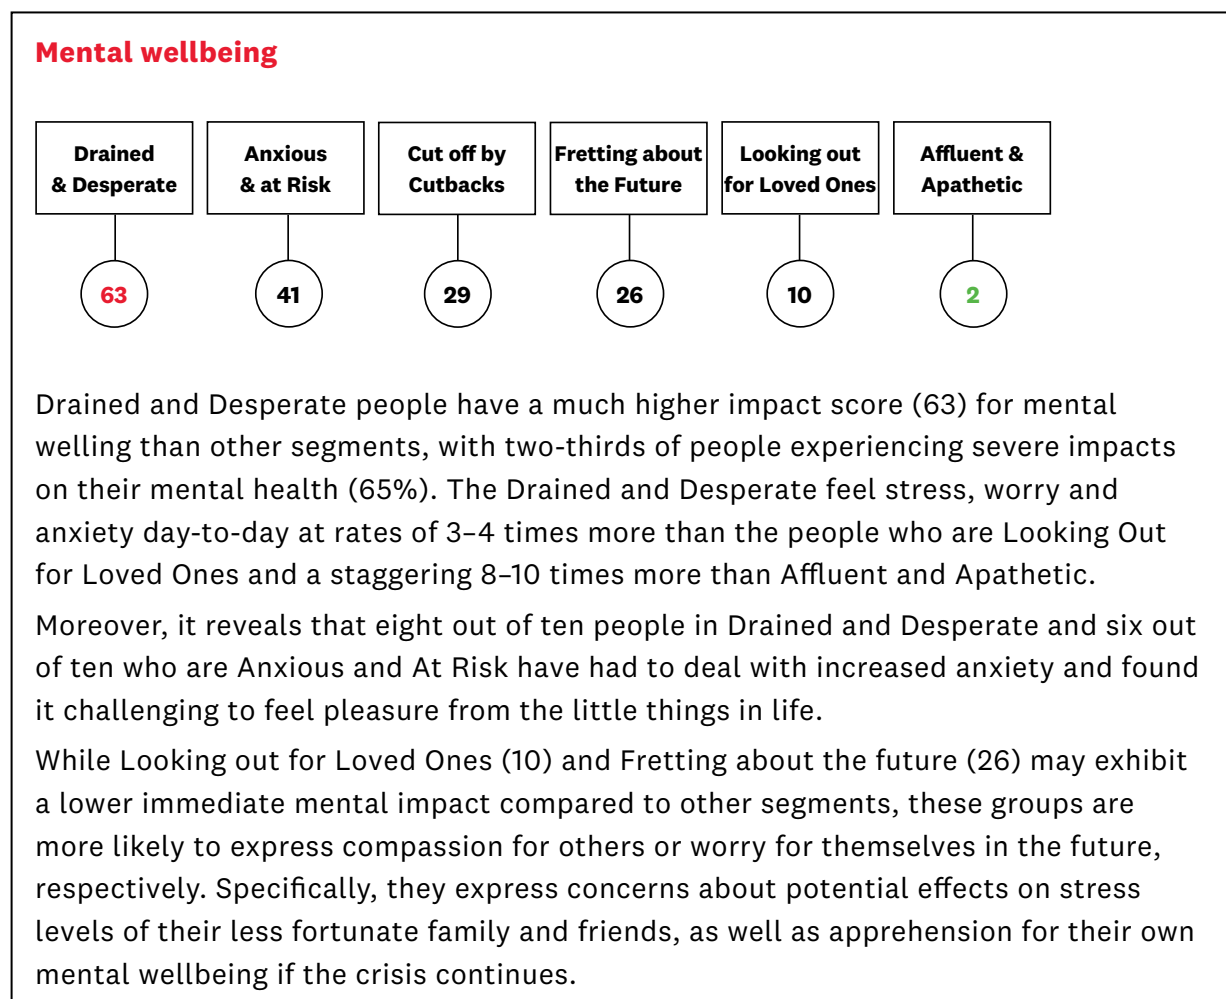 Mental wellbeing
Drained
& Desperate
Anxious
& at Risk
Cut off by
Cutbacks
Fretting about
the Future
Looking out
for Loved Ones
Affluent &
Apathetic
63
41
29
26
10
2
Drained and Desperate people have a much higher impact score (63) for mental
welling than other segments, with two-thirds of people experiencing severe impacts
on their mental health (65%). The Drained and Desperate feel stress, worry and
anxiety day-to-day at rates of 3–4 times more than the people who are Looking Out
for Loved Ones and a staggering 8–10 times more than Affluent and Apathetic.
Moreover, it reveals that eight out of ten people in Drained and Desperate and six out
of ten who are Anxious and At Risk have had to deal with increased anxiety and found
it challenging to feel pleasure from the little things in life.
While Looking out for Loved Ones (10) and Fretting about the future (26) may exhibit
a lower immediate mental impact compared to other segments, these groups are
more likely to express compassion for others or worry for themselves in the future,
respectively. Specifically, they express concerns about potential effects on stress
levels of their less fortunate family and friends, as well as apprehension for their own
mental wellbeing if the crisis continues.